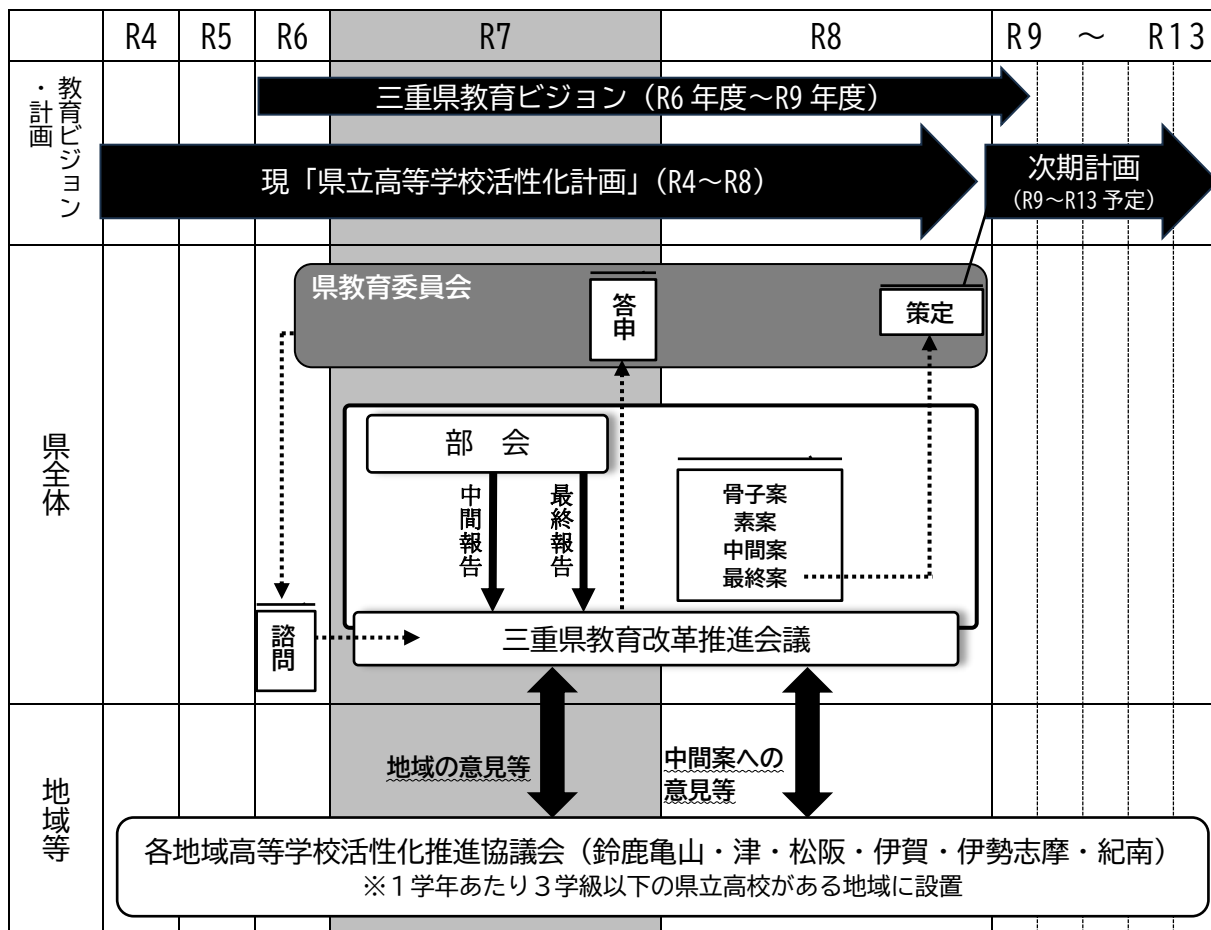 R4 R5 R6 R7 R8 R9 ～ R13
教育ビジョン
・計画
三重県教育ビジョン（R6 年度～R9 年度）
現「県立高等学校活性化計画」（R4～R8）
次期計画
（R9～R13 予定）
県全体
県教育委員会
答申
策定
部　会
中間報告
最終報告
骨子案
素案
中間案
最終案
諮問
三重県教育改革推進会議
地域等
地域の意見等
中間案への
意見等
各地域高等学校活性化推進協議会（鈴鹿亀山・津・松阪・伊賀・伊勢志摩・紀南）
※１学年あたり３学級以下の県立高校がある地域に設置